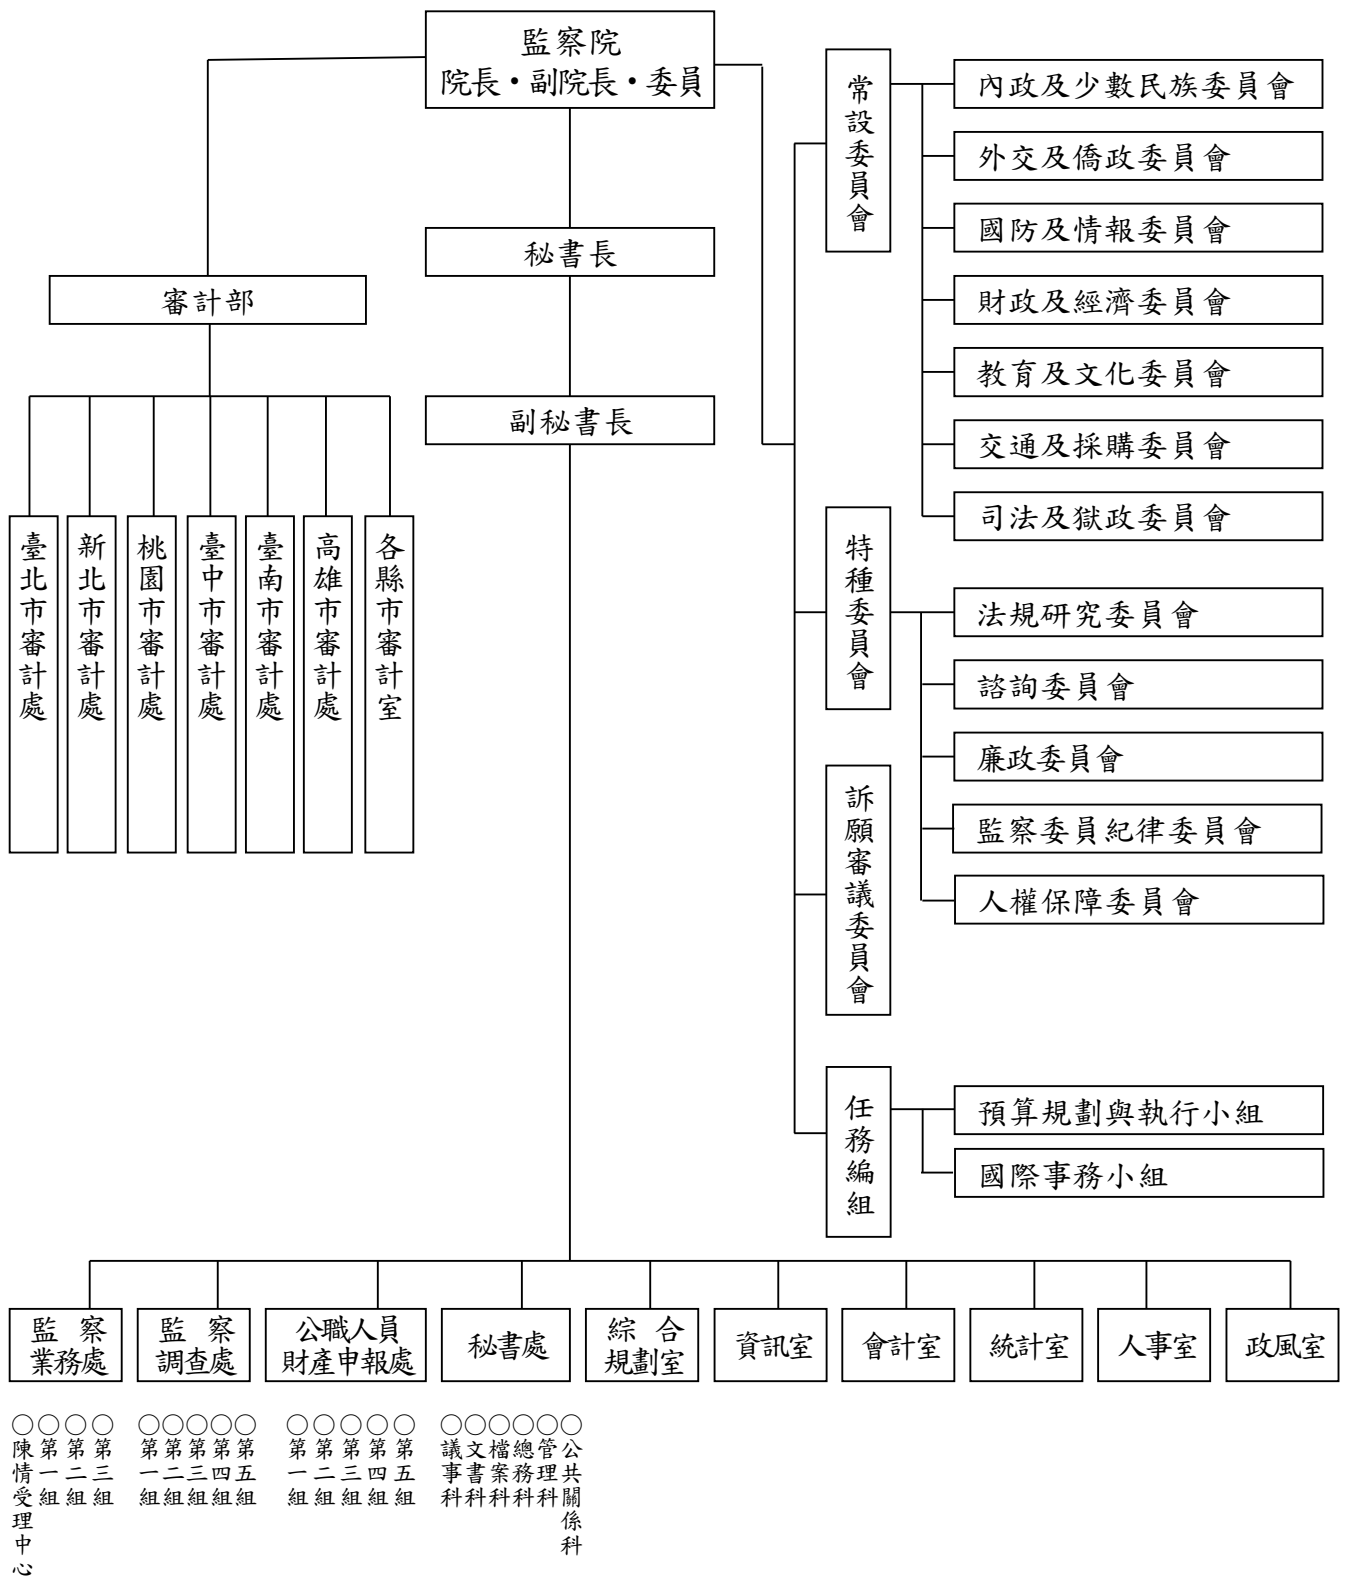 監察院
院長・副院長・委員
秘書長
副秘書長
審計部
臺北市審計處
新北市審計處
桃園市審計處
臺中市審計處
臺南市審計處
高雄市審計處
各縣市審計室
常設委員會
內政及少數民族委員會
外交及僑政委員會
國防及情報委員會
財政及經濟委員會
教育及文化委員會
交通及採購委員會
司法及獄政委員會
特種委員會
法規研究委員會
諮詢委員會
廉政委員會
監察委員紀律委員會
人權保障委員會
訴願審議委員會
任務編組
預算規劃與執行小組
國際事務小組
監察
業務處
監察
調查處
公職人員
財產申報處
秘書處
綜合
規劃室
資訊室
會計室
統計室
人事室
政風室
○陳情受理中心
○第一組
○第二組
○第三組
○第一組
○第二組
○第三組
○第四組
○第五組
○第一組
○第二組
○第三組
○第四組
○第五組
○議事科
○文書科
○檔案科
○總務科
○管理科
○公共關係科